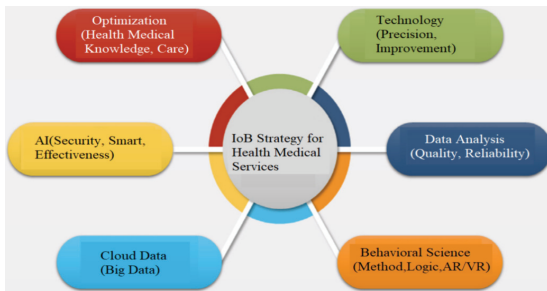 Optimization
(Health Medical
Knowledge, Care)
Technology
(Precision,
Improvement)
AI(Security, Smart,
Effectiveness)
IoB Strategy for
Health Medical
Services
Data Analysis
(Quality, Reliability)
Cloud Data
(Big Data)
Behavioral Science
(Method,Logic,AR/VR)